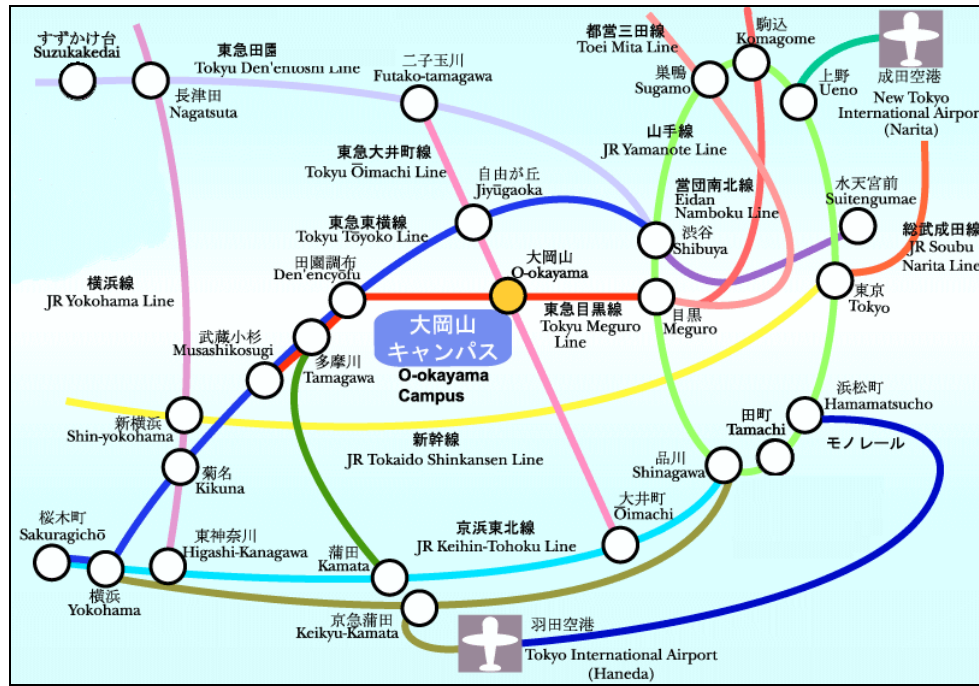 すずかけ台
Suzukakedai
東急田園
Tokyu Den'entoshi Line
長津田
Nagatsuta
二子玉川
Futako-tamagawa
都営三田線
Toei Mita Line
駒込
Komagome
巣鴨
Sugamo
上野
Ueno
成田空港
New Tokyo
International Airport
(Narita)
山手線
JR Yamanote Line
東急大井町線
Tokyu Ōimachi Line
自由が丘
Jiyūgaoka
営団南北線
Eidan
Namboku Line
水天宮前
Suitengumae
東急東横線
Tokyu Tōyoko Line
渋谷
Shibuya
総武成田線
JR Soubu
Narita Line
田園調布
Den'encyōfu
大岡山
O-okayama
横浜線
JR Yokohama Line
東急目黒線
Tokyu Meguro
Line
目黒
Meguro
東京
Tokyo
武蔵小杉
Musashikosugi
多摩川
Tamagawa
大岡山
キャンパス
O-okayama
Campus
浜松町
Hamamatsucho
新横浜
Shin-yokohama
田町
Tamachi
モノレール
新幹線
JR Tokaido Shinkansen Line
品川
Shinagawa
菊名
Kikuna
大井町
Ōimachi
桜木町
Sakuragichō
東神奈川
Higashi-Kanagawa
京浜東北線
JR Keihin-Tohoku Line
蒲田
Kamata
横浜
Yokohama
京急蒲田
Keikyu-Kamata
羽田空港
Tokyo International Airport
(Haneda)